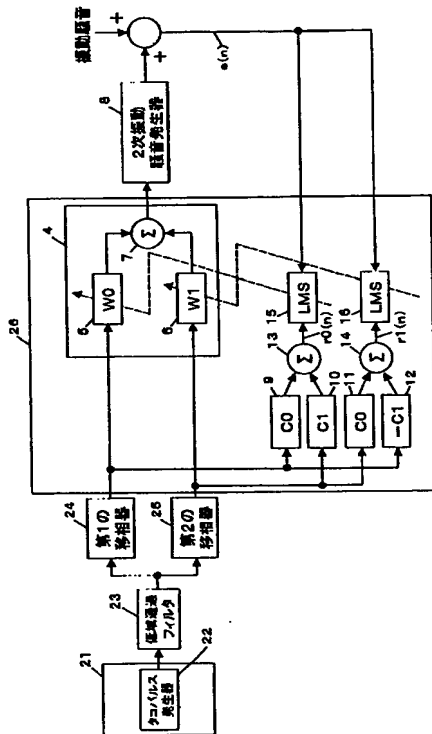 振動騒音
+
+
e(n)
8
2次振動
騒音発生器
26
4
7
Σ
W0
5
W1
6
LMS
15
LMS
16
r0(n)
r1(n)
13
Σ
14
Σ
9
C0
10
C1
11
C0
12
−C1
24
第1の
移相器
25
第2の
移相器
23
低域通過
フィルタ
21
22
タコパルス
発生器